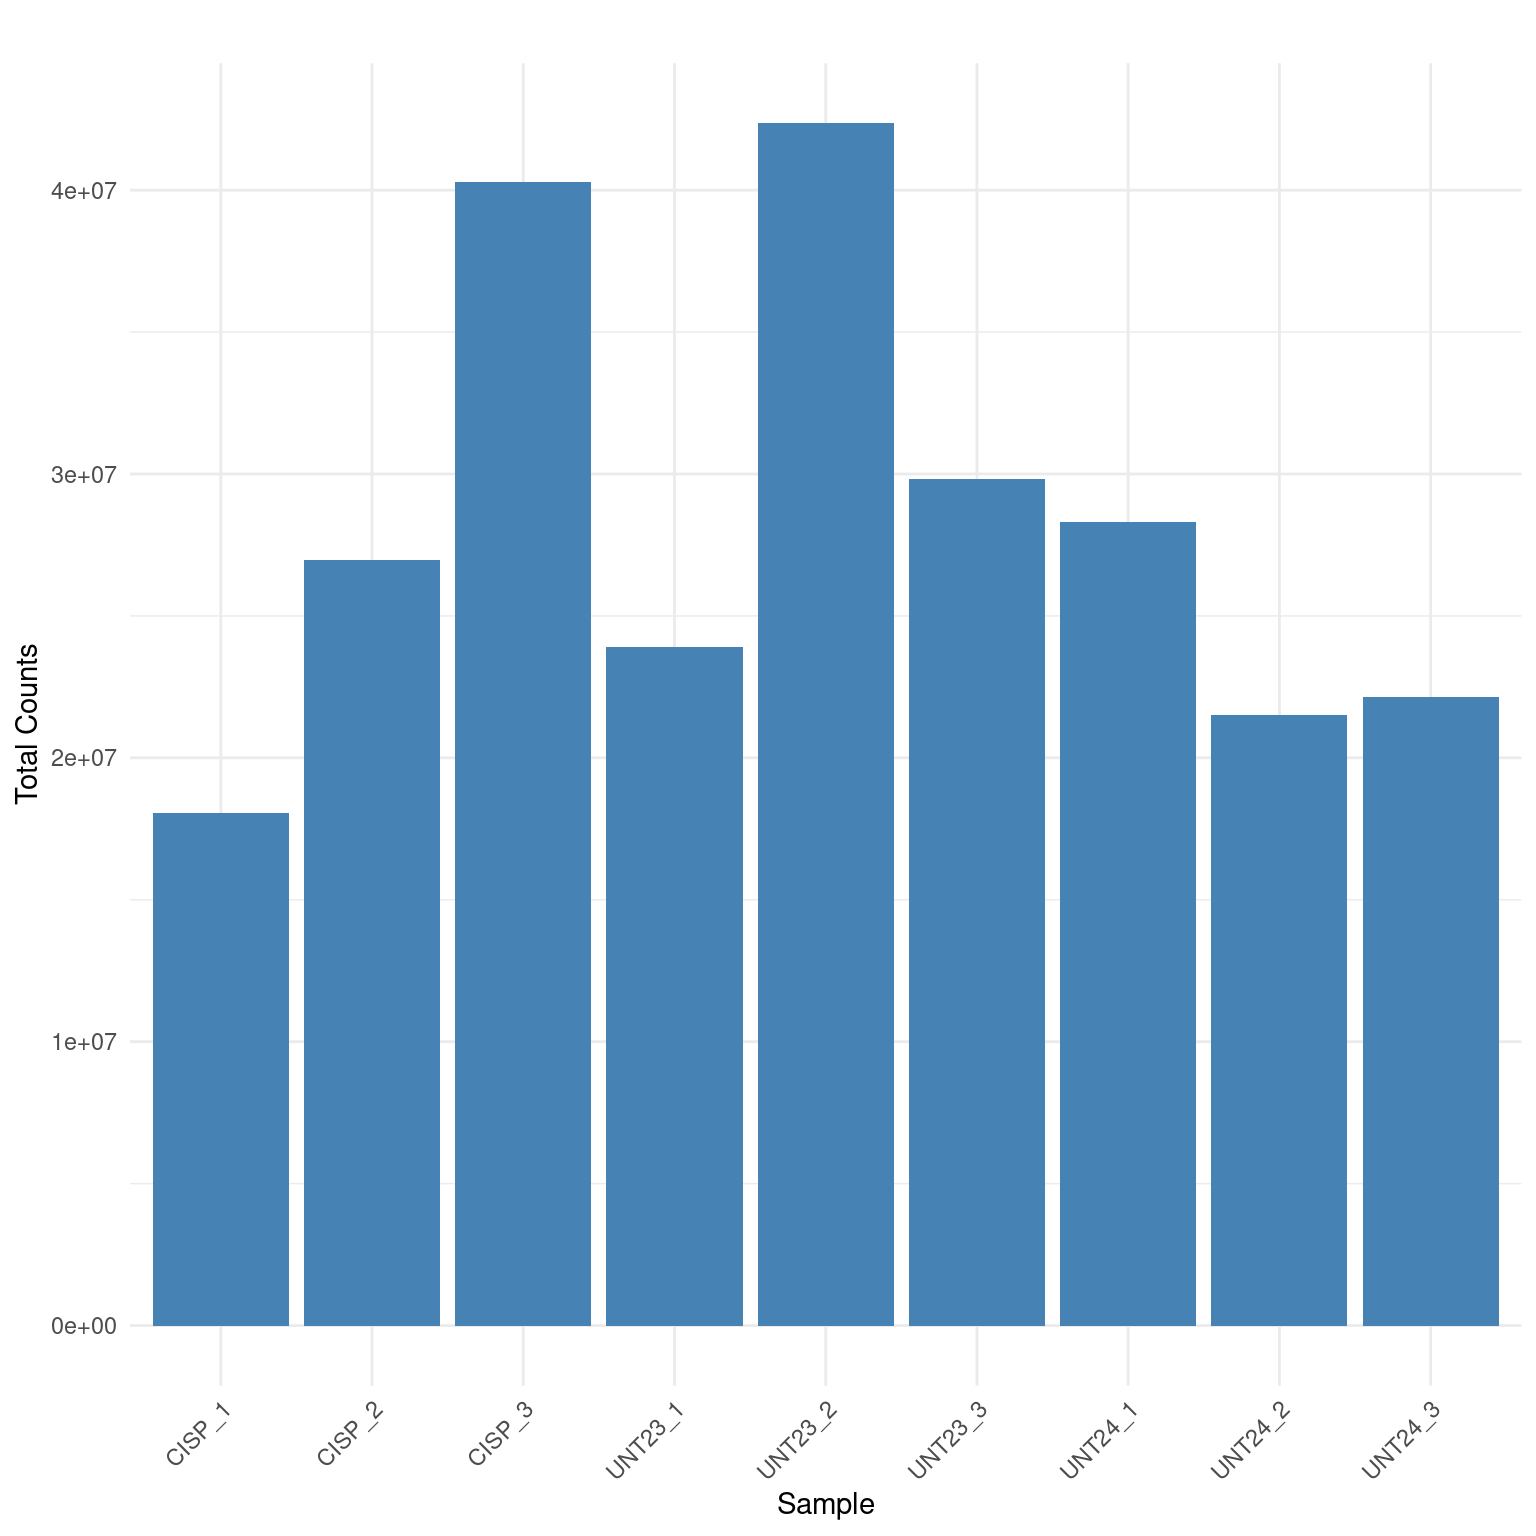 Total Counts
4e+07
3e+07
2e+07
1e+07
0e+00
CISP_1
CISP_2
CISP_3
UNT23_1
UNT23_2
UNT23_3
UNT24_1
UNT24_2
UNT24_3
Sample